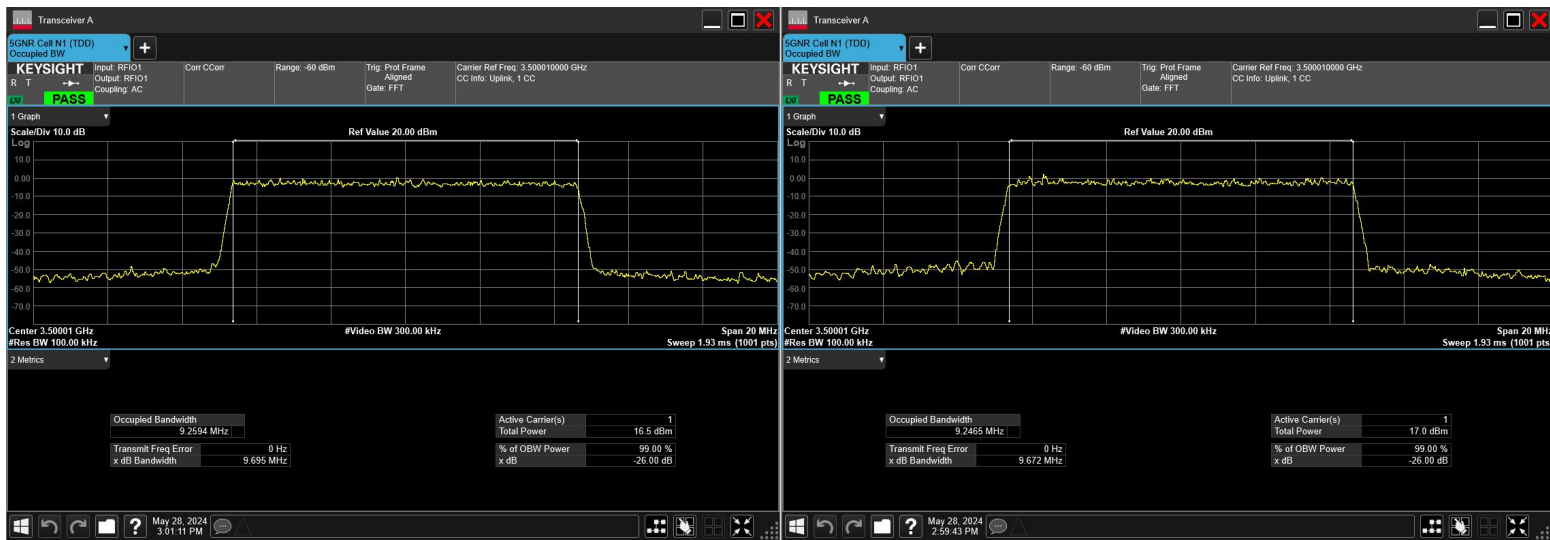 Transceiver A
5GNR Cell N1 (TDD)
Occupied BW
KEYSIGHT Input: RFIO1 Corr CCorr Range: -60 dBm Trig: Prot Frame Carrier Ref Freq: 3.500010000 GHz
R T Output: RFIO1 Aligned CC Info: Uplink, 1 CC
Coupling: AC Gate: FFT
LXI PASS
1 Graph
Scale/Div 10.0 dB Ref Value 20.00 dBm
Log
10.0
0.00
-10.0
-20.0
-30.0
-40.0
-50.0
-60.0
-70.0
Center 3.50001 GHz #Video BW 300.00 kHz Span 20 MHz
#Res BW 100.00 kHz Sweep 1.93 ms (1001 pts)
2 Metrics
Occupied Bandwidth Active Carrier(s) 1
9.2594 MHz Total Power 16.5 dBm
Transmit Freq Error 0 Hz % of OBW Power 99.00 %
x dB Bandwidth 9.695 MHz x dB -26.00 dB
May 28, 2024
3:01:11 PM
Transceiver A
5GNR Cell N1 (TDD)
Occupied BW
KEYSIGHT Input: RFIO1 Corr CCorr Range: -60 dBm Trig: Prot Frame Carrier Ref Freq: 3.500010000 GHz
R T Output: RFIO1 Aligned CC Info: Uplink, 1 CC
Coupling: AC Gate: FFT
LXI PASS
1 Graph
Scale/Div 10.0 dB Ref Value 20.00 dBm
Log
10.0
0.00
-10.0
-20.0
-30.0
-40.0
-50.0
-60.0
-70.0
Center 3.50001 GHz #Video BW 300.00 kHz Span 20 MHz
#Res BW 100.00 kHz Sweep 1.93 ms (1001 pts
2 Metrics
Occupied Bandwidth Active Carrier(s) 1
9.2465 MHz Total Power 17.0 dBm
Transmit Freq Error 0 Hz % of OBW Power 99.00 %
x dB Bandwidth 9.672 MHz x dB -26.00 dB
May 28, 2024
2:59:43 PM